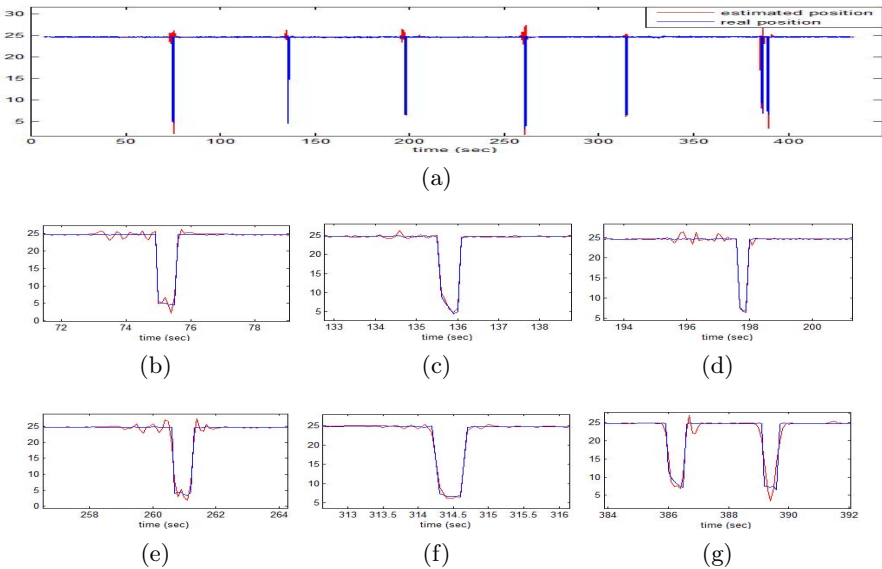 estimated position
real position
30
25
20
15
10
5
0 50 100 150 200 250 300 350 400
time (sec)
(a)
25
20
15
10
5
0
72 74 76 78
time (sec)
25
20
15
10
5
133 134 135 136 137 138
time (sec)
25
20
15
10
5
194 196 198 200
time (sec)
(b) (c) (d)
25
20
15
10
5
0
258 260 262 264
time (sec)
25
20
15
10
5
313 313.5 314 314.5 315 315.5 316
time (sec)
25
20
15
10
5
384 386 388 390 392
time (sec)
(e) (f) (g)